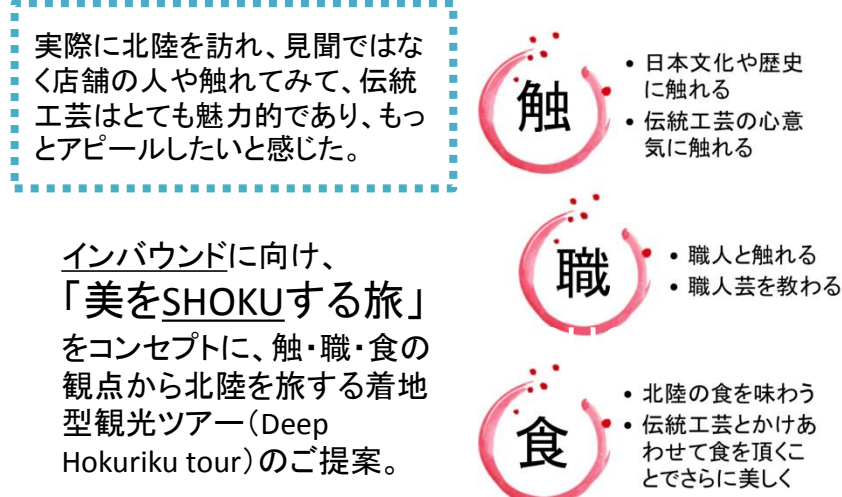 実際に北陸を訪れ、見聞ではな
く店舗の人や触れてみて、伝統
工芸はとても魅力的であり、もっ
とアピールしたいと感じた。
インバウンドに向け、
「美をSHOKUする旅」
をコンセプトに、触・職・食の
観点から北陸を旅する着地
型観光ツアー（Deep
Hokuriku tour）のご提案。
触
• 日本文化や歴史
に触れる
• 伝統工芸の心意
気に触れる
職
• 職人と触れる
• 職人芸を教わる
食
• 北陸の食を味わう
• 伝統工芸とかけあ
わせて食を頂くこ
とでさらに美しく